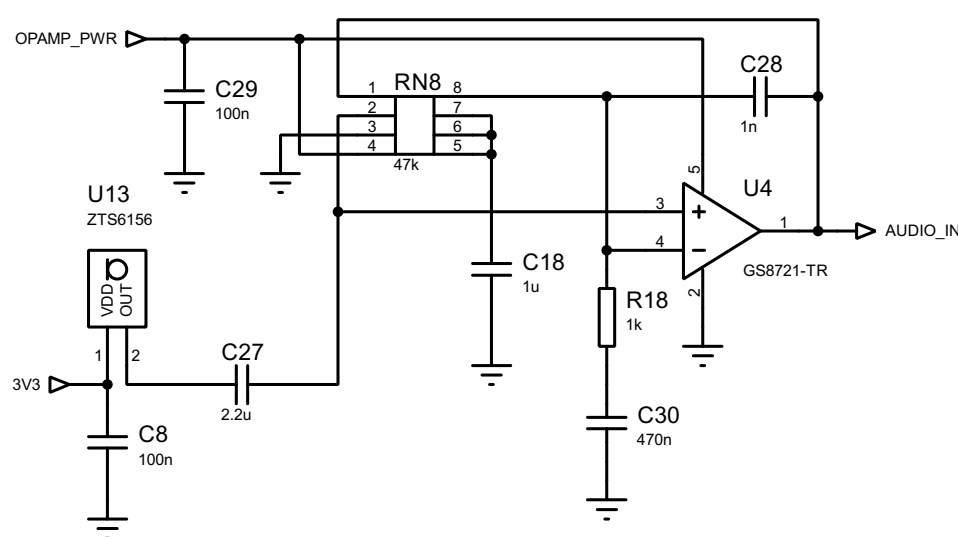 OPAMP_PWR
C29
100n
1
2
3
4
RN8
8
7
6
5
47k
C28
1n
U13
ZTS6156
VDD
OUT
1
2
3V3
C8
100n
C27
2.2u
C18
1u
3
4
5
2
1
+
−
U4
GS8721-TR
AUDIO_IN
R18
1k
C30
470n